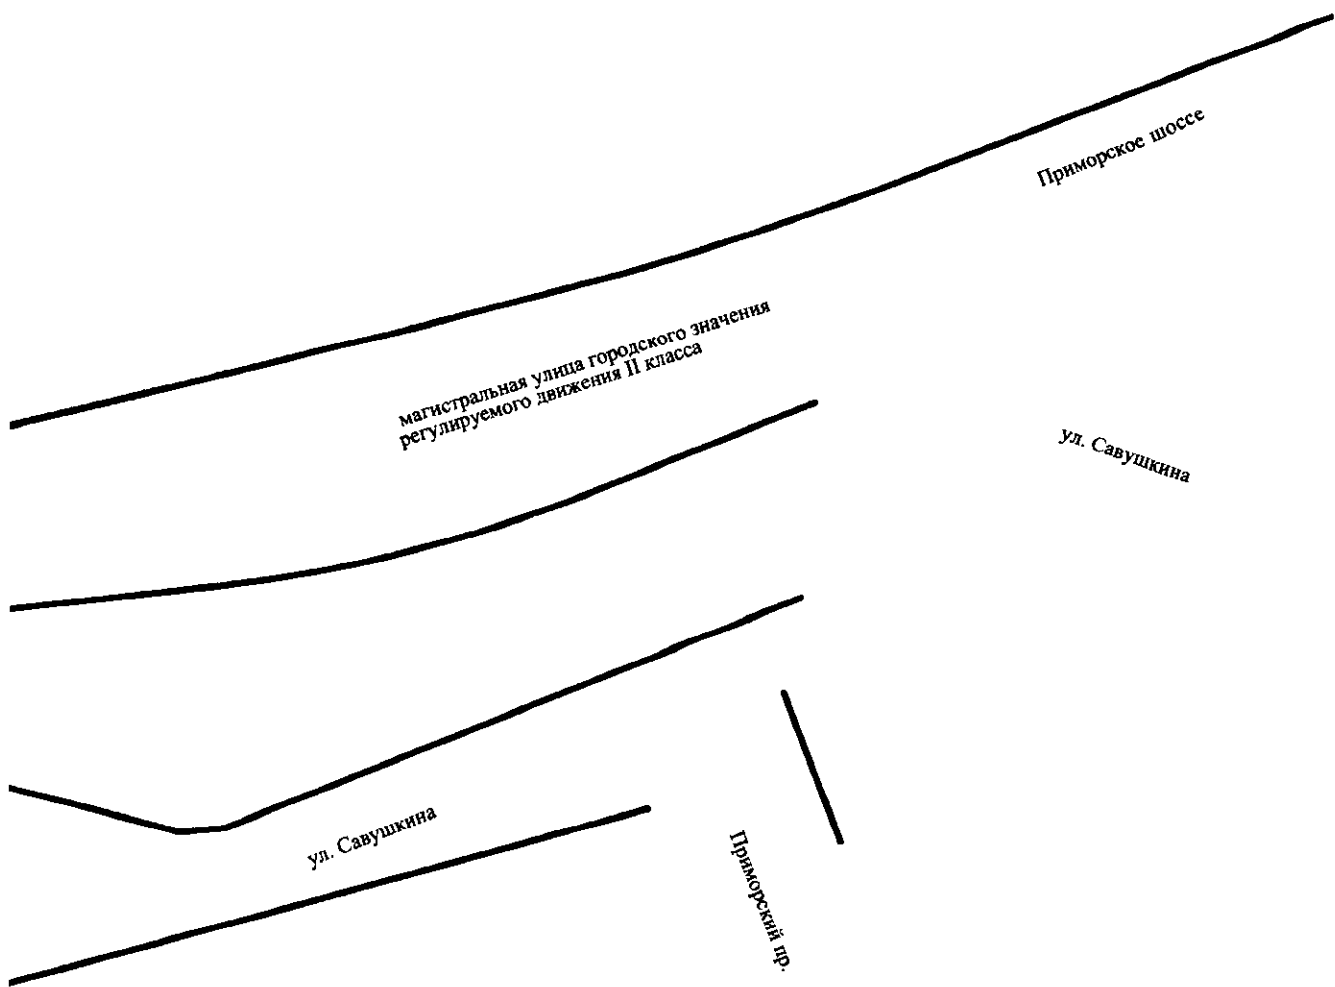 Приморское шоссе
магистральная улица городского значения
регулируемого движения II класса
ул. Савушкина
ул. Савушкина
Приморский пр.